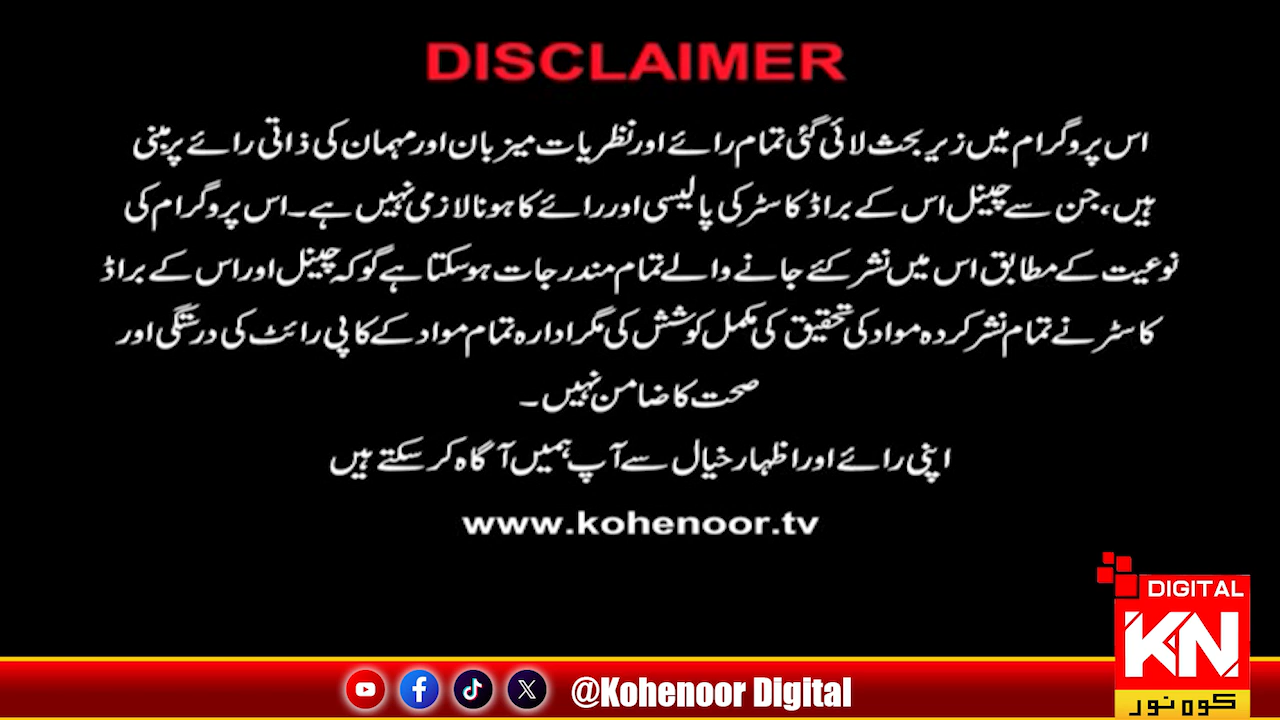 DISCLAIMER
اس پروگرام میں زیرِ بحث لائی گئی تمام رائے اور نظریات میزبان اور مہمان کی ذاتی رائے پر مبنی
ہیں، جن سے چینل اس کے براڈ کاسٹر کی پالیسی اور رائے کا ہونا لازمی نہیں ہے۔ اس پروگرام کی
نوعیت کے مطابق اس میں نشر کئے جانے والے تمام مندرجات ہو سکتا ہے گو کہ چینل اور اس کے براڈ
کاسٹر نے تمام نشر کردہ مواد کی تحقیق کی مکمل کوشش کی مگر ادارہ تمام مواد کے کاپی رائٹ کی درستگی اور
صحت کا ضامن نہیں۔
اپنی رائے اور اظہار خیال سے آپ ہمیں آگاہ کر سکتے ہیں
www.kohenoor.tv
DIGITAL
KN
کوہ نور
@Kohenoor Digital